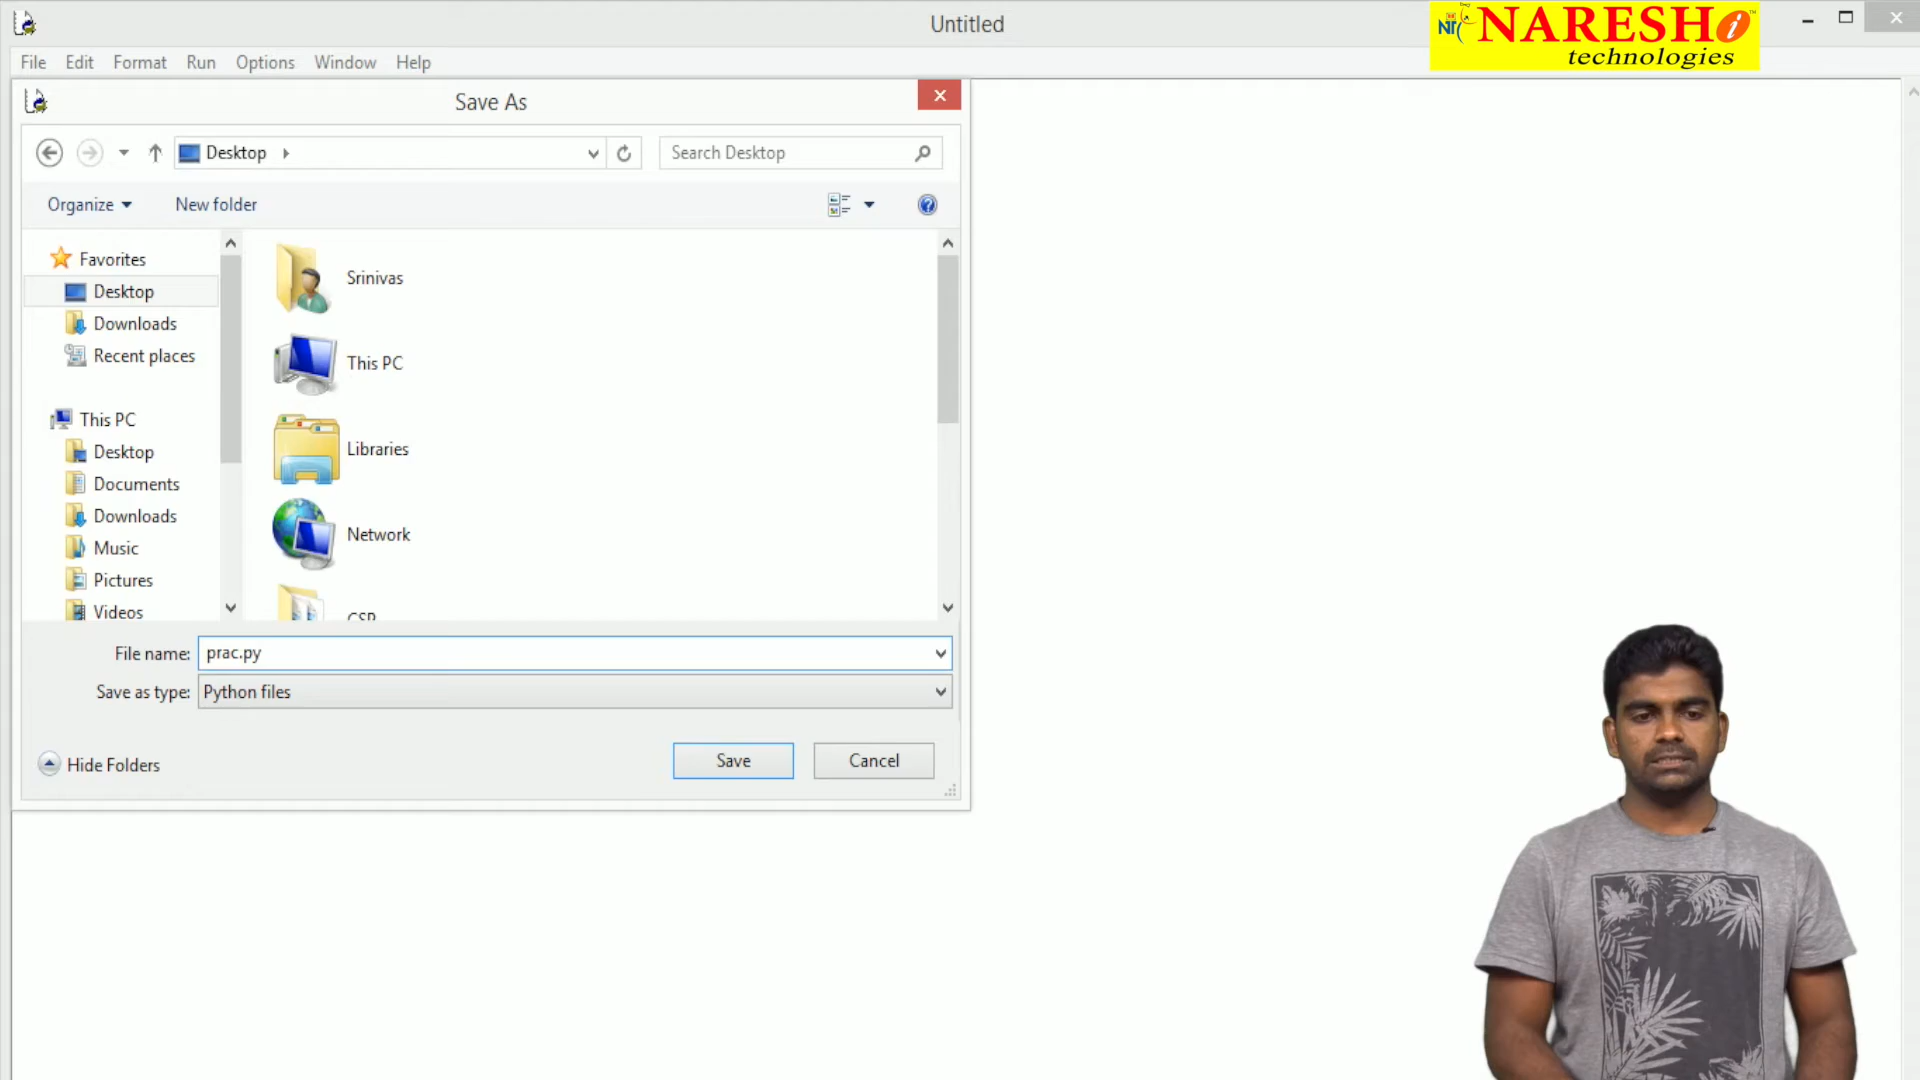 Untitled
NT NARESH i
technologies
File Edit Format Run Options Window Help
Save As
Desktop
Search Desktop
Organize New folder
Favorites
Desktop
Downloads
Recent places
This PC
Desktop
Documents
Downloads
Music
Pictures
Videos
Srinivas
This PC
Libraries
Network
CSP
File name: prac.py
Save as type: Python files
Hide Folders
Save Cancel